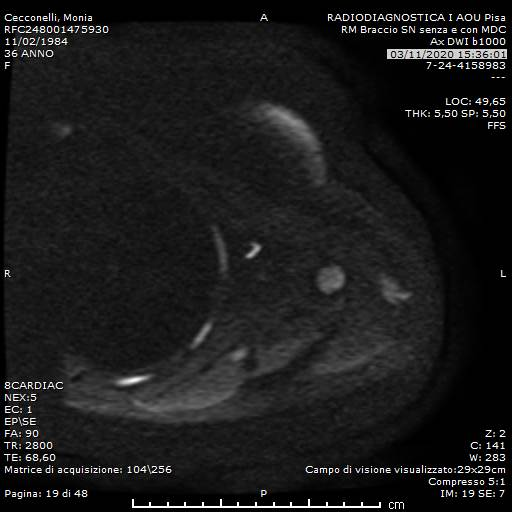 Cecconelli, Monia
RFC248001475930
11/02/1984
36 ANNO
F
A
RADIODIAGNOSTICA I AOU Pisa
RM Braccio SN senza e con MDC
Ax DWI b1000
03/11/2020 15:36:01
7-24-4158983
---
LOC: 49,65
THK: 5,50 SP: 5,50
FFS
R
L
8CARDIAC
NEX:5
EC: 1
EP\SE
FA: 90
TR: 2800
TE: 68,60
Matrice di acquisizione: 104\256
Pagina: 19 di 48
P
cm
Z: 2
C: 141
W: 283
Campo di visione visualizzato:29x29cm
Compresso 5:1
IM: 19 SE: 7